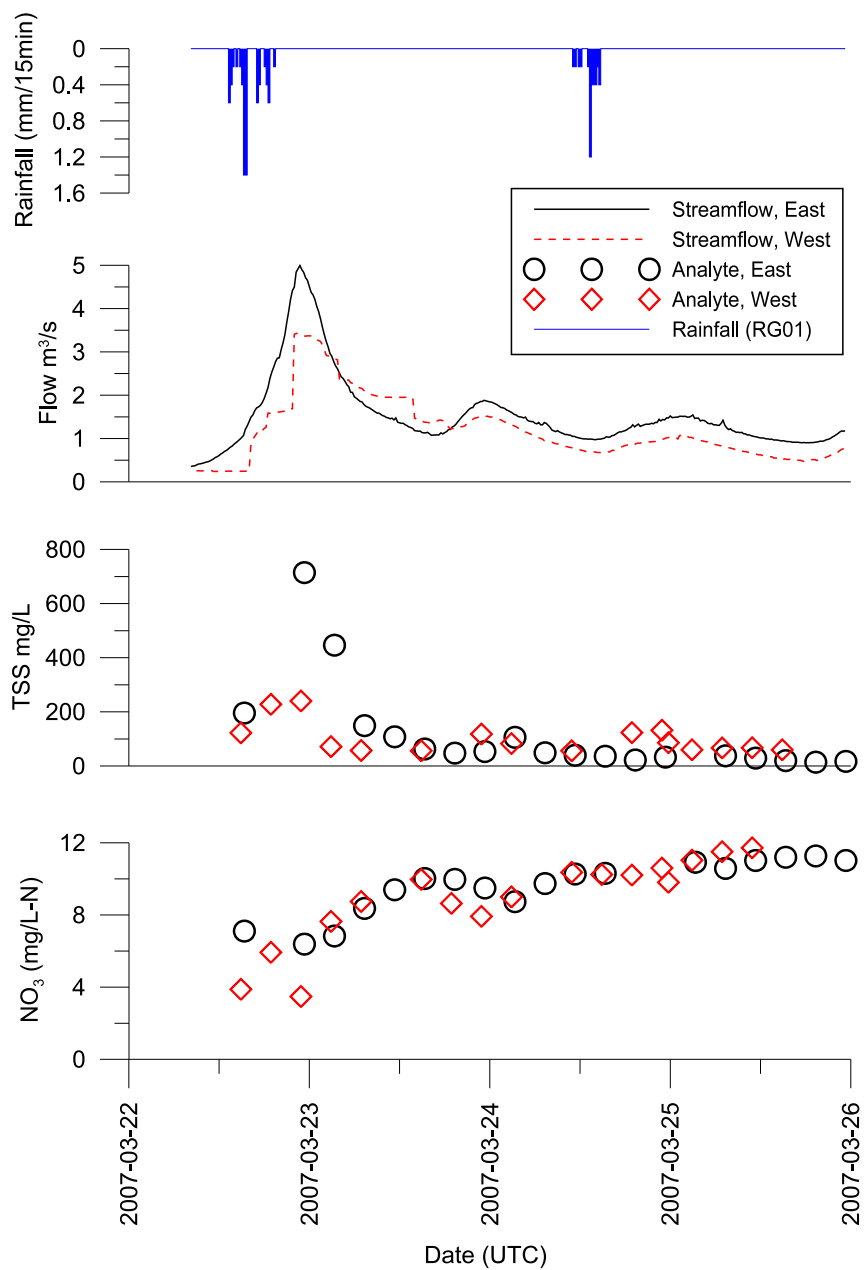 Rainfall (mm/15min)
0
0.4
0.8
1.2
1.6
Streamflow, East
Streamflow, West
Analyte, East
Analyte, West
Rainfall (RG01)
Flow m³/s
5
4
3
2
1
0
TSS mg/L
800
600
400
200
0
NO₃ (mg/L-N)
12
8
4
0
2007-03-22
2007-03-23
2007-03-24
2007-03-25
2007-03-26
Date (UTC)